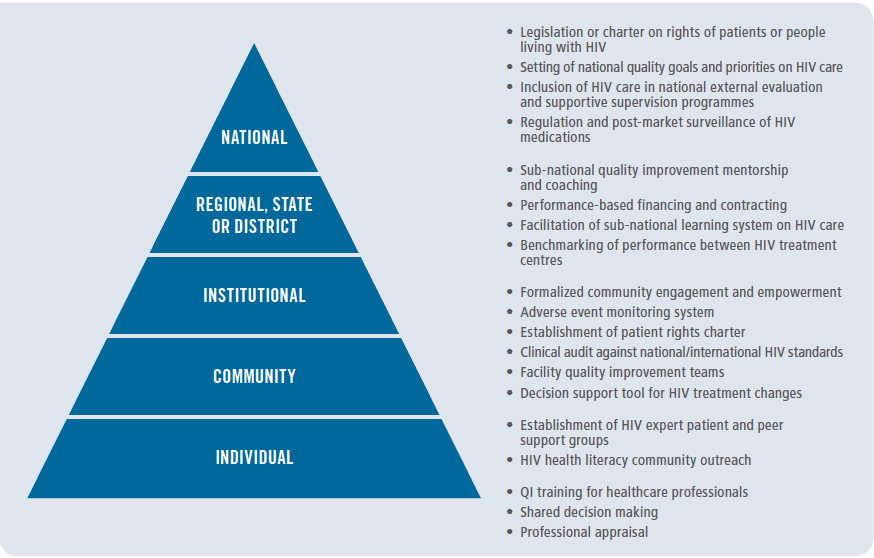 NATIONAL
REGIONAL, STATE
OR DISTRICT
INSTITUTIONAL
COMMUNITY
INDIVIDUAL
• Legislation or charter on rights of patients or people
living with HIV
• Setting of national quality goals and priorities on HIV care
• Inclusion of HIV care in national external evaluation
and supportive supervision programmes
• Regulation and post-market surveillance of HIV
medications
• Sub-national quality improvement mentorship
and coaching
• Performance-based financing and contracting
• Facilitation of sub-national learning system on HIV care
• Benchmarking of performance between HIV treatment
centres
• Formalized community engagement and empowerment
• Adverse event monitoring system
• Establishment of patient rights charter
• Clinical audit against national/international HIV standards
• Facility quality improvement teams
• Decision support tool for HIV treatment changes
• Establishment of HIV expert patient and peer
support groups
• HIV health literacy community outreach
• QI training for healthcare professionals
• Shared decision making
• Professional appraisal